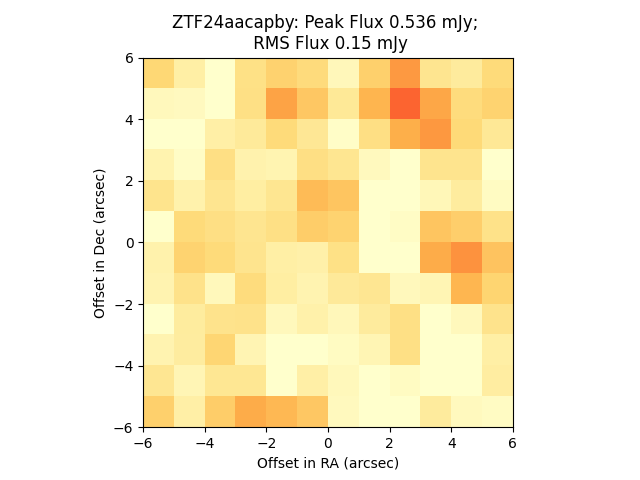 ZTF24aacapby: Peak Flux 0.536 mJy;
RMS Flux 0.15 mJy
6
4
2
0
−2
−4
−6
Offset in Dec (arcsec)
−6 −4 −2 0 2 4 6
Offset in RA (arcsec)